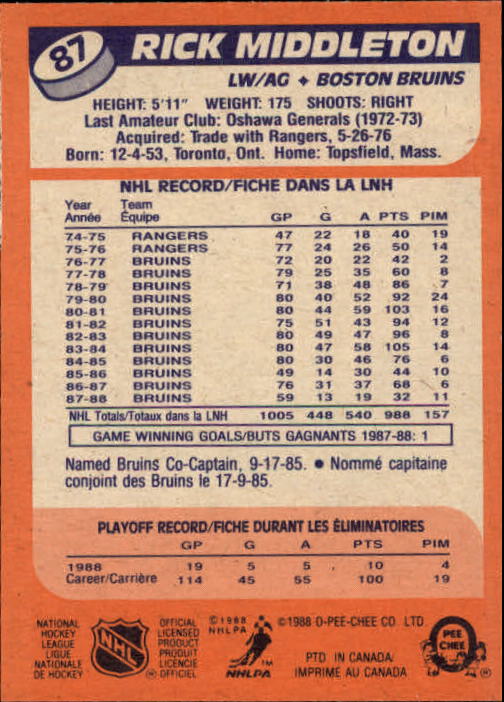 87
RICK MIDDLETON
LW/AG ♦ BOSTON BRUINS
HEIGHT: 5'11" WEIGHT: 175 SHOOTS: RIGHT
Last Amateur Club: Oshawa Generals (1972-73)
Acquired: Trade with Rangers, 5-26-76
Born: 12-4-53, Toronto, Ont. Home: Topsfield, Mass.
NHL RECORD/FICHE DANS LA LNH
Year Team
Année Équipe GP G A PTS PIM
74-75 RANGERS 47 22 18 40 19
75-76 RANGERS 77 24 26 50 14
76-77 BRUINS 72 20 22 42 2
77-78 BRUINS 79 25 35 60 8
78-79 BRUINS 71 38 48 86 7
79-80 BRUINS 80 40 52 92 24
80-81 BRUINS 80 44 59 103 16
81-82 BRUINS 75 51 43 94 12
82-83 BRUINS 80 49 47 96 8
83-84 BRUINS 80 47 58 105 14
84-85 BRUINS 80 30 46 76 6
85-86 BRUINS 49 14 30 44 10
86-87 BRUINS 76 31 37 68 6
87-88 BRUINS 59 13 19 32 11
NHL Totals/Totaux dans la LNH 1005 448 540 988 157
GAME WINNING GOALS/BUTS GAGNANTS 1987-88: 1
Named Bruins Co-Captain, 9-17-85. • Nommé capitaine
conjoint des Bruins le 17-9-85.
PLAYOFF RECORD/FICHE DURANT LES ÉLIMINATOIRES
GP G A PTS PIM
1988 19 5 5 10 4
Career/Carrière 114 45 55 100 19
NATIONAL
HOCKEY
LEAGUE
LIGUE
NATIONALE
DE HOCKEY
NHL
OFFICIAL
LICENSED
PRODUCT
PRODUIT
LICENCIE
OFFICIEL
©1988
NHLPA
NHLPA
©1988 O-PEE-CHEE CO. LTD.
PTD. IN CANADA
IMPRIMÉ AU CANADA
O
PEE
CHEE